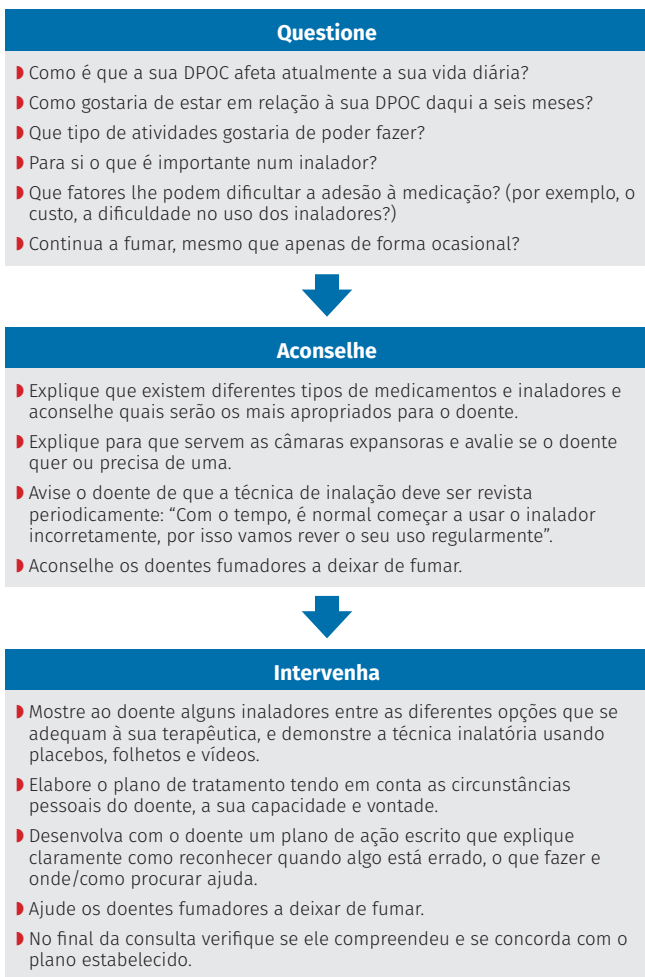 Questione
Como é que a sua DPOC afeta atualmente a sua vida diária?
Como gostaria de estar em relação à sua DPOC daqui a seis meses?
Que tipo de atividades gostaria de poder fazer?
Para si o que é importante num inalador?
Que fatores lhe podem dificultar a adesão à medicação? (por exemplo, o
custo, a dificuldade no uso dos inaladores?)
Continua a fumar, mesmo que apenas de forma ocasional?
Aconselhe
Explique que existem diferentes tipos de medicamentos e inaladores e
aconselhe quais serão os mais apropriados para o doente.
Explique para que servem as câmaras expansoras e avalie se o doente
quer ou precisa de uma.
Avise o doente de que a técnica de inalação deve ser revista
periodicamente: “Com o tempo, é normal começar a usar o inalador
incorretamente, por isso vamos rever o seu uso regularmente”.
Aconselhe os doentes fumadores a deixar de fumar.
Intervenha
Mostre ao doente alguns inaladores entre as diferentes opções que se
adequam à sua terapêutica, e demonstre a técnica inalatória usando
placebos, folhetos e vídeos.
Elabore o plano de tratamento tendo em conta as circunstâncias
pessoais do doente, a sua capacidade e vontade.
Desenvolva com o doente um plano de ação escrito que explique
claramente como reconhecer quando algo está errado, o que fazer e
onde/como procurar ajuda.
Ajude os doentes fumadores a deixar de fumar.
No final da consulta verifique se ele compreendeu e se concorda com o
plano estabelecido.